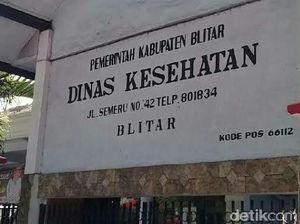 PEMERINTAH KABUPATEN BLITAR
DINAS KESEHATAN
JL. SEMERU NO. 42 TELP. 801834
BLITAR
KODE POS 66112
detikcom